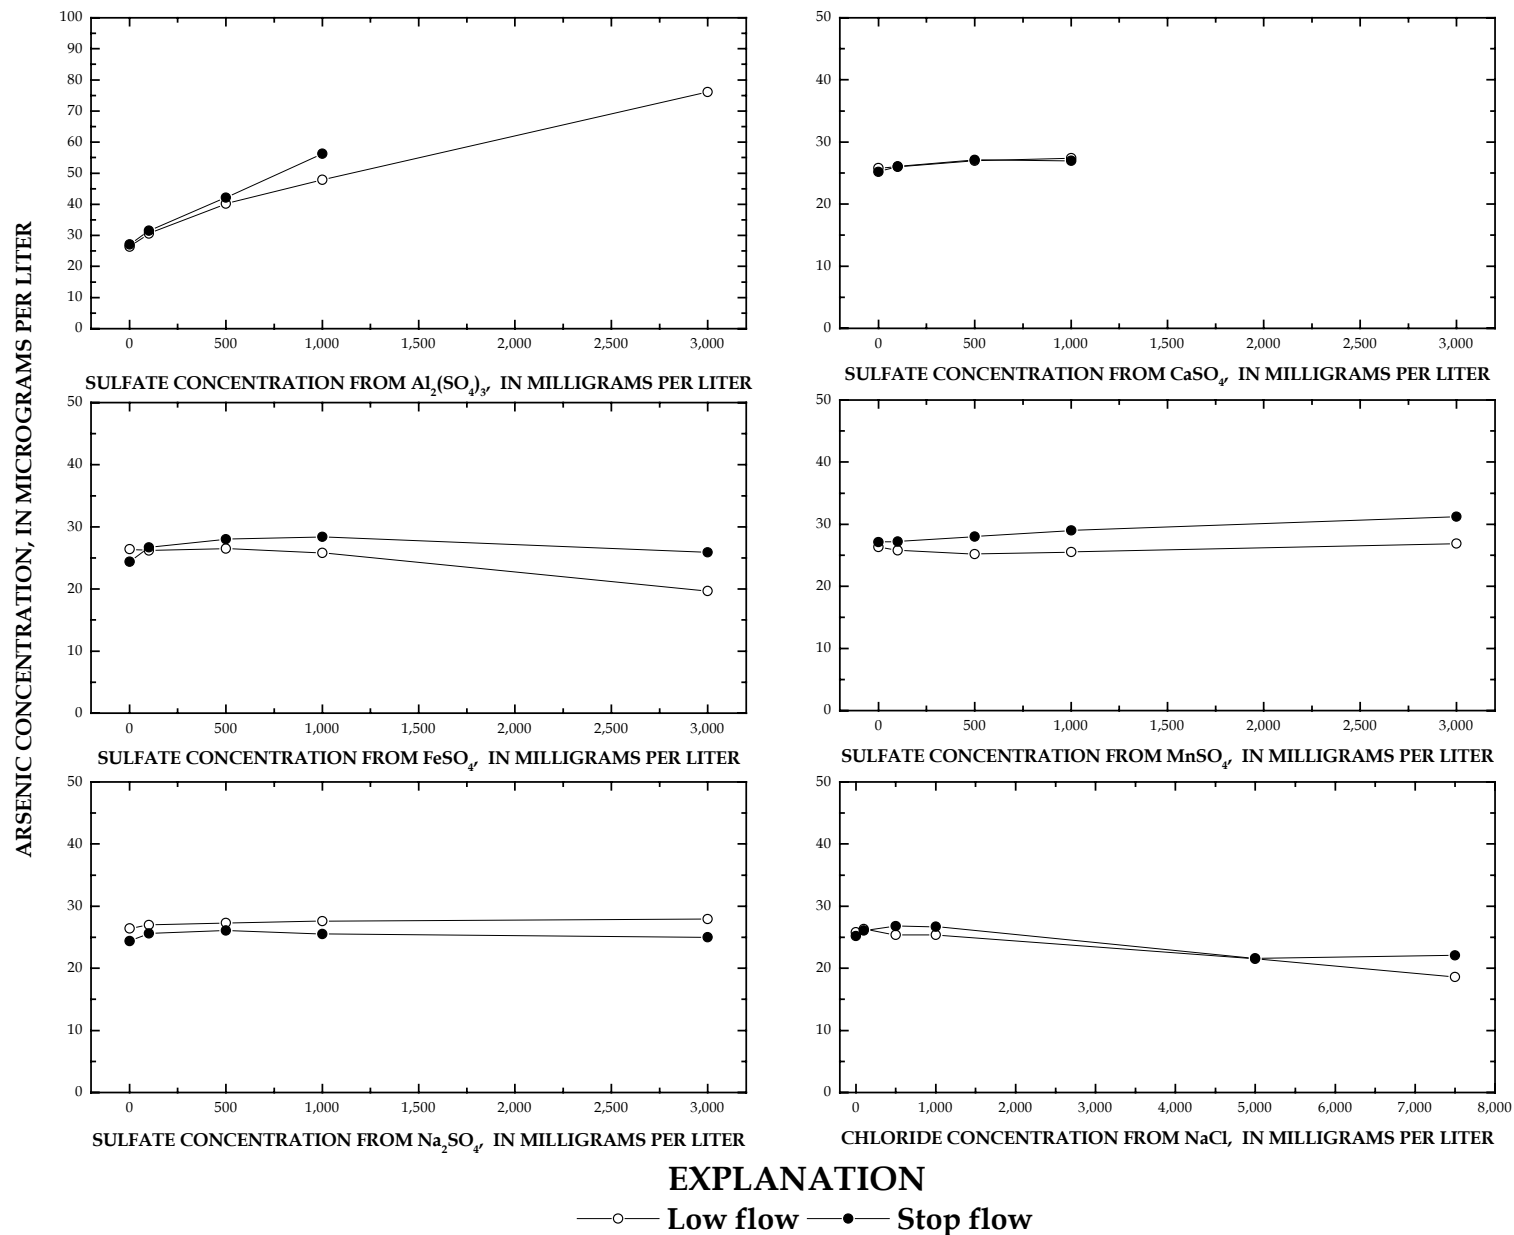 ARSENIC CONCENTRATION, IN MICROGRAMS PER LITER
100
90
80
70
60
50
40
30
20
10
0
0 500 1,000 1,500 2,000 2,500 3,000
SULFATE CONCENTRATION FROM Al₂(SO₄)₃, IN MILLIGRAMS PER LITER
50
40
30
20
10
0
0 500 1,000 1,500 2,000 2,500 3,000
SULFATE CONCENTRATION FROM CaSO₄, IN MILLIGRAMS PER LITER
50
40
30
20
10
0
0 500 1,000 1,500 2,000 2,500 3,000
SULFATE CONCENTRATION FROM FeSO₄, IN MILLIGRAMS PER LITER
50
40
30
20
10
0
0 500 1,000 1,500 2,000 2,500 3,000
SULFATE CONCENTRATION FROM MnSO₄, IN MILLIGRAMS PER LITER
50
40
30
20
10
0
0 500 1,000 1,500 2,000 2,500 3,000
SULFATE CONCENTRATION FROM Na₂SO₄, IN MILLIGRAMS PER LITER
50
40
30
20
10
0
0 1,000 2,000 3,000 4,000 5,000 6,000 7,000 8,000
CHLORIDE CONCENTRATION FROM NaCl, IN MILLIGRAMS PER LITER
EXPLANATION
Low flow Stop flow